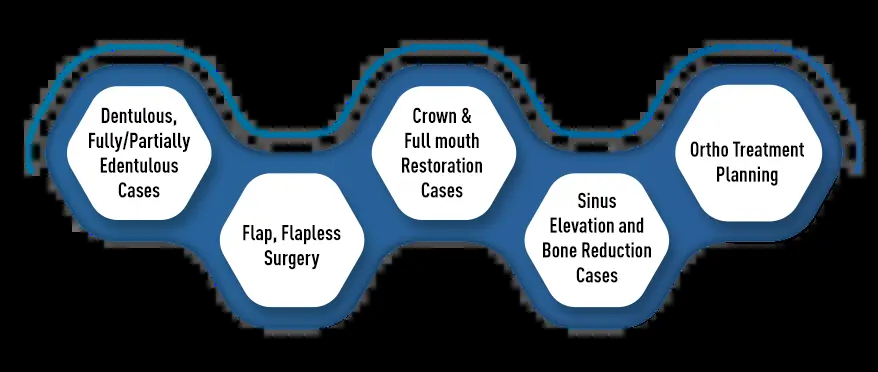 Dentulous,
Fully/Partially
Edentulous
Cases
Flap, Flapless
Surgery
Crown &
Full mouth
Restoration
Cases
Sinus
Elevation and
Bone Reduction
Cases
Ortho Treatment
Planning